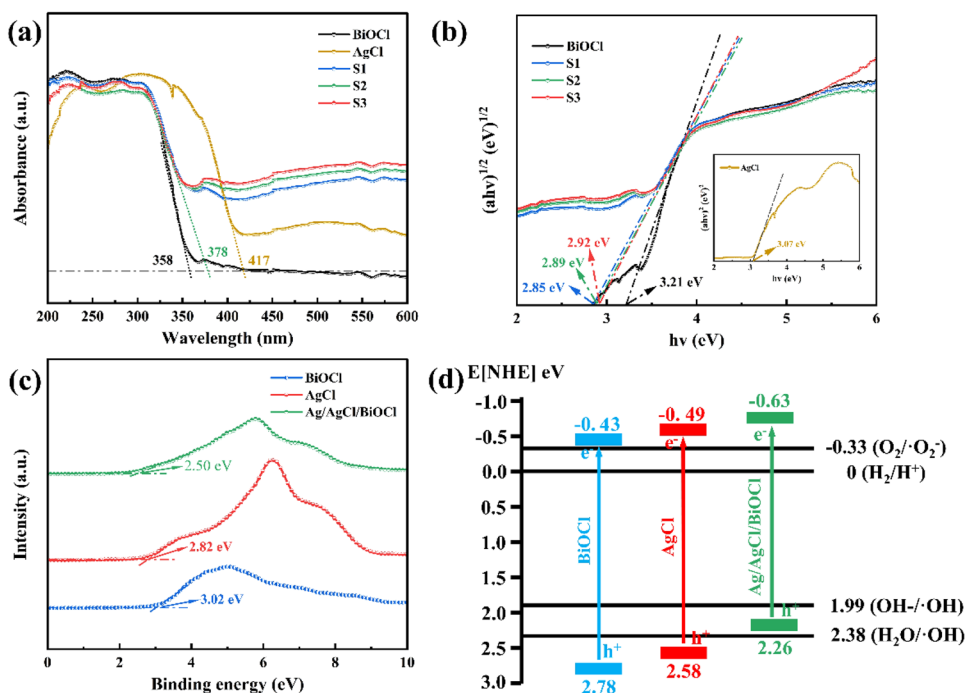 (a)
BiOCl
AgCl
S1
S2
S3
Absorbance (a.u.)
358
378
417
200 250 300 350 400 450 500 550 600
Wavelength (nm)
(b)
BiOCl
S1
S2
S3
(ahv)1/2 (eV)1/2
2.92 eV
2.89 eV
2.85 eV
3.21 eV
AgCl
(ahv)2 (eV)2
3.07 eV
2 3 4 5 6
hv (eV)
2 3 4 5 6
hv (eV)
(c)
BiOCl
AgCl
Ag/AgCl/BiOCl
Intensity (a.u.)
2.50 eV
2.82 eV
3.02 eV
0 2 4 6 8 10
Binding energy (eV)
(d)
E[NHE] eV
-1.0
-0.5
0.0
0.5
1.0
1.5
2.0
2.5
3.0
-0.43
-0.49
-0.63
e-
e-
e-
-0.33 (O2/·O2-)
0 (H2/H+)
BiOCl
AgCl
Ag/AgCl/BiOCl
h+
h+
h+
1.99 (OH-/·OH)
2.38 (H2O/·OH)
2.78
2.58
2.26